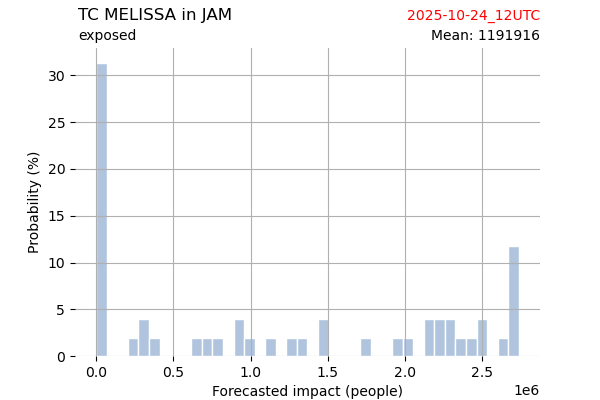 TC MELISSA in JAM
2025-10-24_12UTC
exposed
Mean: 1191916
30
25
20
15
10
5
0
Probability (%)
0.0 0.5 1.0 1.5 2.0 2.5
1e6
Forecasted impact (people)